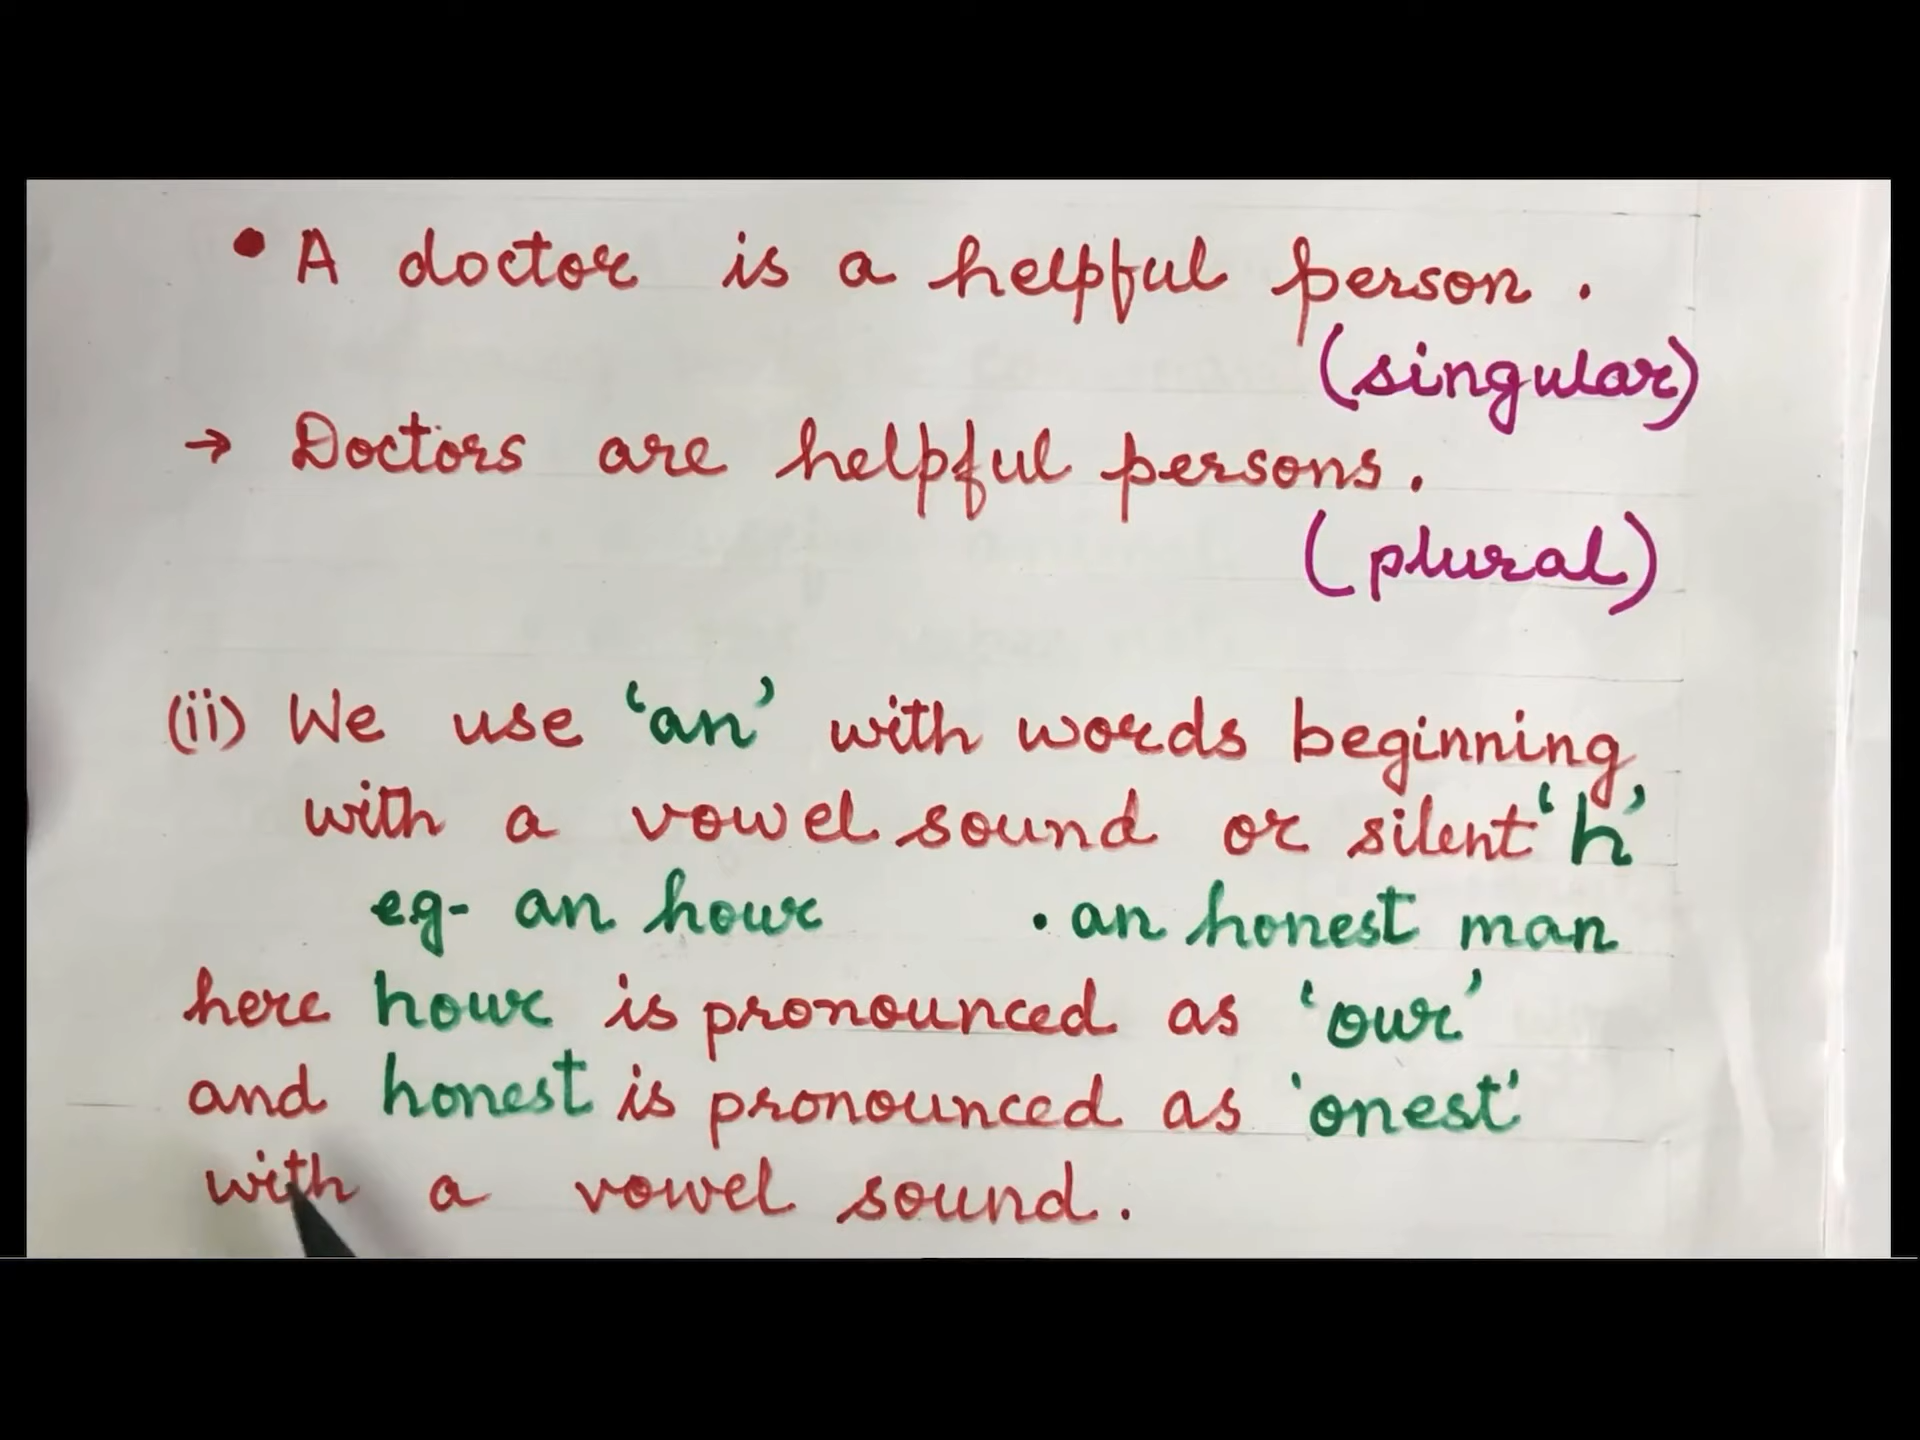 • A doctor is a helpful person.
(singular)
→ Doctors are helpful persons.
(plural)
(ii) We use 'an' with words beginning
with a vowel sound or silent 'h'
eg- an hour • an honest man
here hour is pronounced as 'our'
and honest is pronounced as 'onest'
with a vowel sound.